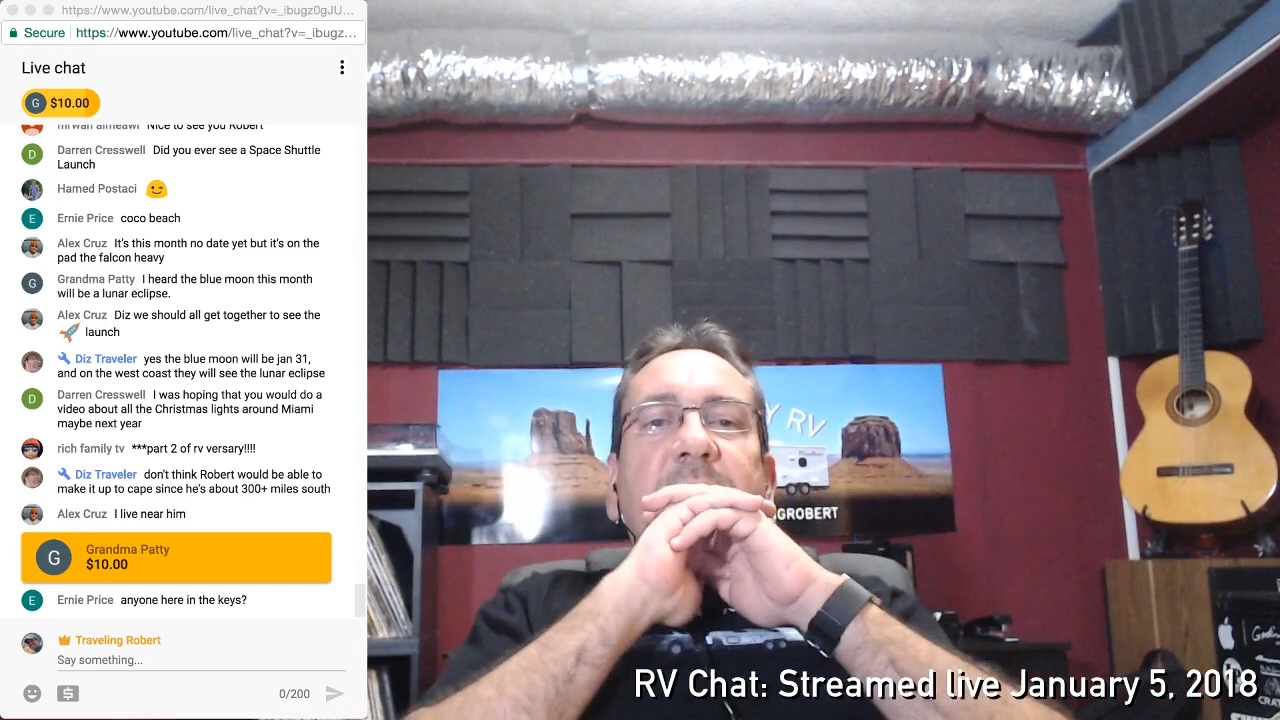 https://www.youtube.com/live_chat?v=_ibugz0gJU...
Secure https://www.youtube.com/live_chat?v=_ibugz...
Live chat
G $10.00
Nice to see you Robert
D Darren Cresswell Did you ever see a Space Shuttle
Launch
Hamed Postaci
E Ernie Price coco beach
Alex Cruz It's this month no date yet but it's on the
pad the falcon heavy
G Grandma Patty I heard the blue moon this month
will be a lunar eclipse.
Alex Cruz Diz we should all get together to see the
launch
Diz Traveler yes the blue moon will be jan 31,
and on the west coast they will see the lunar eclipse
D Darren Cresswell I was hoping that you would do a
video about all the Christmas lights around Miami
maybe next year
rich family tv ***part 2 of rv versary!!!!
Diz Traveler don't think Robert would be able to
make it up to cape since he's about 300+ miles south
Alex Cruz I live near him
G Grandma Patty
$10.00
E Ernie Price anyone here in the keys?
Traveling Robert
Say something...
0/200
Y RV
GROBERT
RV Chat: Streamed live January 5, 2018